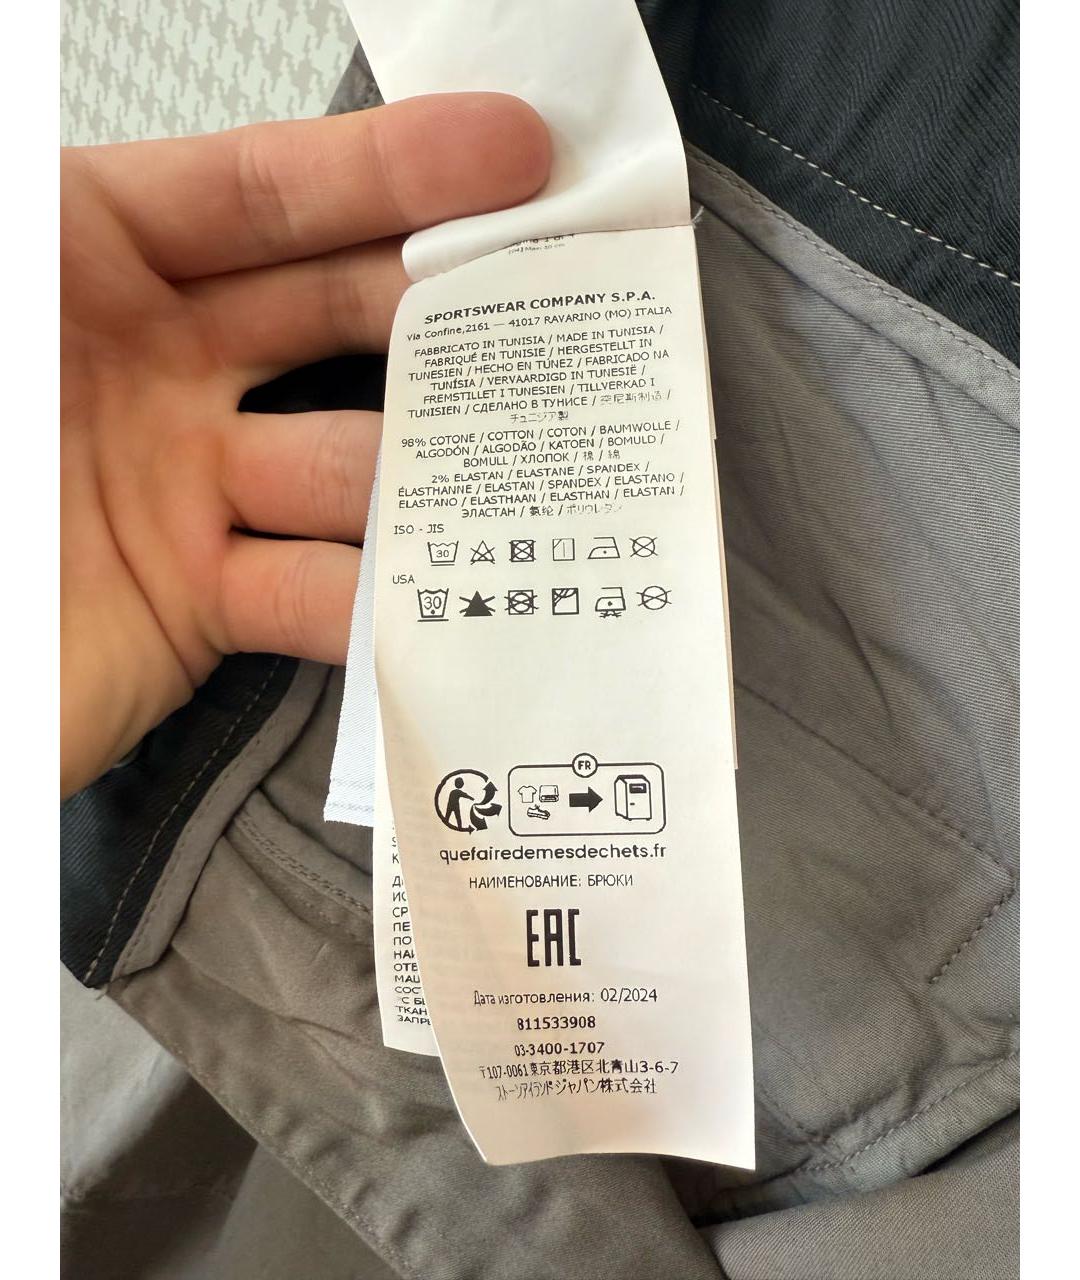 SPORTSWEAR COMPANY S.P.A.
Via Confine,2161 — 41017 RAVARINO (MO) ITALIA
FABBRICATO IN TUNISIA / MADE IN TUNISIA /
FABRIQUÉ EN TUNISIE / HERGESTELLT IN
TUNESIEN / HECHO EN TÚNEZ / FABRICADO NA
TUNÍSIA / VERVAARDIGD IN TUNESIË /
FREMSTILLET I TUNESIEN / TILLVERKAD I
TUNISIEN / СДЕЛАНО В ТУНИСЕ / 突尼斯制造 /
チュニジア製
98% COTONE / COTTON / COTON / BAUMWOLLE /
ALGODÓN / ALGODÃO / KATOEN / BOMULD /
BOMULL / ХЛОПОК / 棉 / 綿
2% ELASTAN / ELASTANE / SPANDEX /
ÉLASTHANNE / ELASTAN / SPANDEX / ELASTANO /
ELASTANO / ELASTHAAN / ELASTHAN / ELASTAN /
ЭЛАСТАН / 氨纶 / ポリウレタン
ISO - JIS
30
USA
30
FR
quefairedemesdechets.fr
НАИМЕНОВАНИЕ: БРЮКИ
EAC
Дата изготовления: 02/2024
811533908
03-3400-1707
〒107-0061東京都港区北青山3-6-7
ストーンアイランドジャパン株式会社